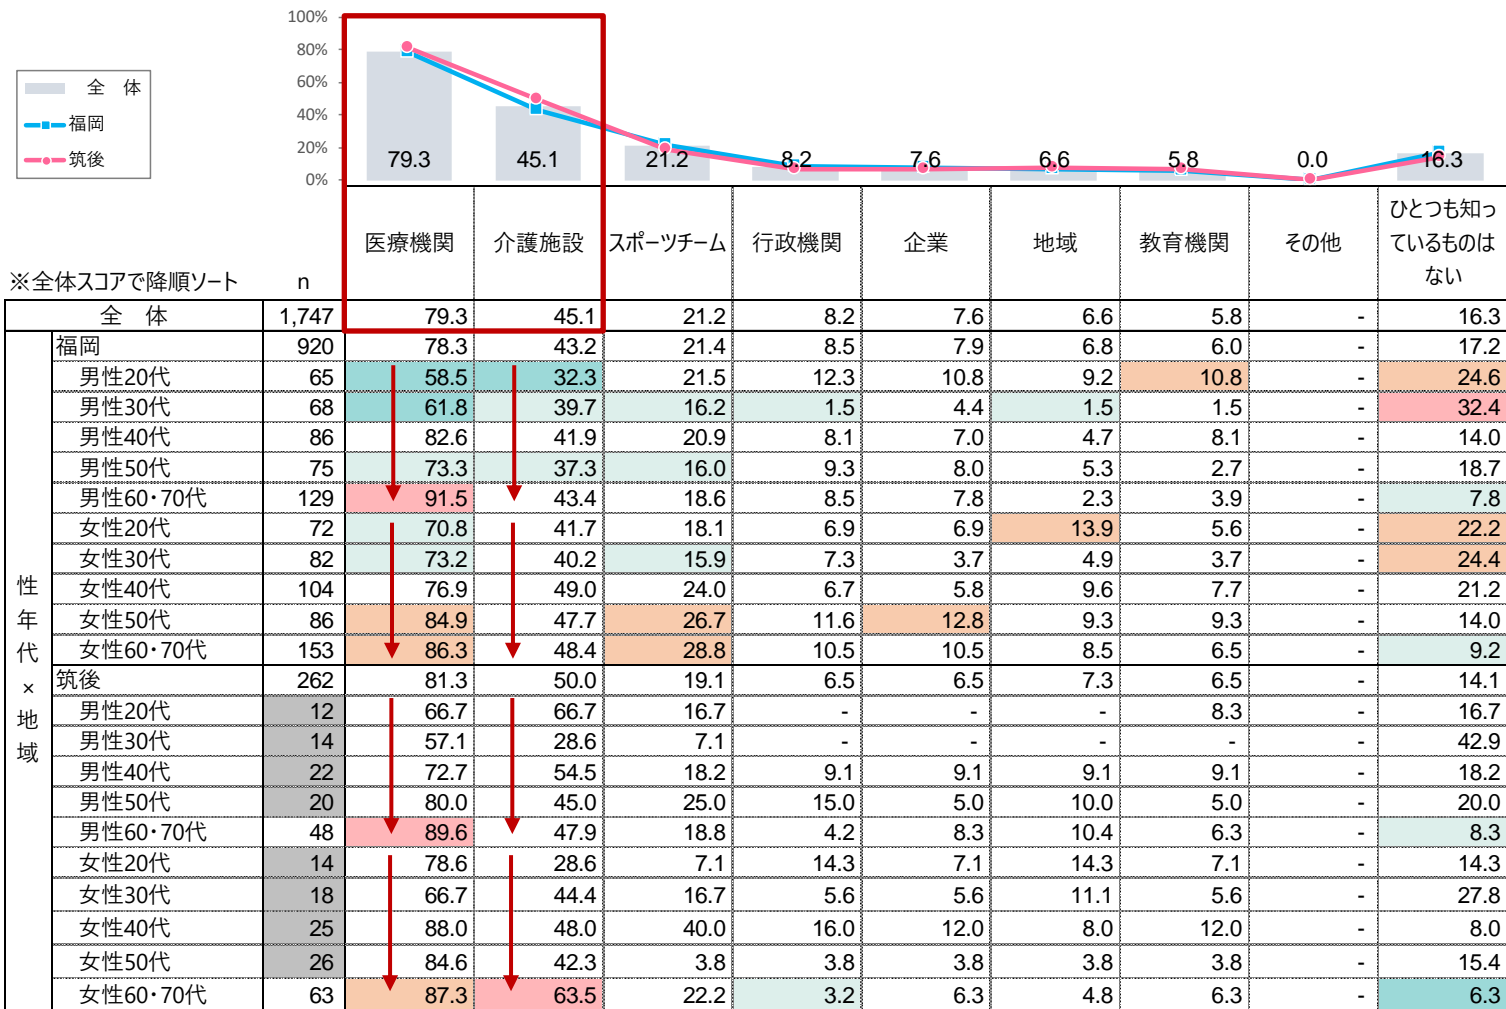 100%
80%
60%
40%
20%
0%
全　体
福岡
筑後
79.3 45.1 21.2 8.2 7.6 6.6 5.8 0.0 16.3
※全体スコアで降順ソート n 医療機関 介護施設 スポーツチーム 行政機関 企業 地域 教育機関 その他 ひとつも知っ
ているものは
ない
全　体 1,747 79.3 45.1 21.2 8.2 7.6 6.6 5.8 - 16.3
性年代×地域
福岡 920 78.3 43.2 21.4 8.5 7.9 6.8 6.0 - 17.2
男性20代 65 58.5 32.3 21.5 12.3 10.8 9.2 10.8 - 24.6
男性30代 68 61.8 39.7 16.2 1.5 4.4 1.5 1.5 - 32.4
男性40代 86 82.6 41.9 20.9 8.1 7.0 4.7 8.1 - 14.0
男性50代 75 73.3 37.3 16.0 9.3 8.0 5.3 2.7 - 18.7
男性60・70代 129 91.5 43.4 18.6 8.5 7.8 2.3 3.9 - 7.8
女性20代 72 70.8 41.7 18.1 6.9 6.9 13.9 5.6 - 22.2
女性30代 82 73.2 40.2 15.9 7.3 3.7 4.9 3.7 - 24.4
女性40代 104 76.9 49.0 24.0 6.7 5.8 9.6 7.7 - 21.2
女性50代 86 84.9 47.7 26.7 11.6 12.8 9.3 9.3 - 14.0
女性60・70代 153 86.3 48.4 28.8 10.5 10.5 8.5 6.5 - 9.2
筑後 262 81.3 50.0 19.1 6.5 6.5 7.3 6.5 - 14.1
男性20代 12 66.7 66.7 16.7 - - - 8.3 - 16.7
男性30代 14 57.1 28.6 7.1 - - - - - 42.9
男性40代 22 72.7 54.5 18.2 9.1 9.1 9.1 9.1 - 18.2
男性50代 20 80.0 45.0 25.0 15.0 5.0 10.0 5.0 - 20.0
男性60・70代 48 89.6 47.9 18.8 4.2 8.3 10.4 6.3 - 8.3
女性20代 14 78.6 28.6 7.1 14.3 7.1 14.3 7.1 - 14.3
女性30代 18 66.7 44.4 16.7 5.6 5.6 11.1 5.6 - 27.8
女性40代 25 88.0 48.0 40.0 16.0 12.0 8.0 12.0 - 8.0
女性50代 26 84.6 42.3 3.8 3.8 3.8 3.8 3.8 - 15.4
女性60・70代 63 87.3 63.5 22.2 3.2 6.3 4.8 6.3 - 6.3